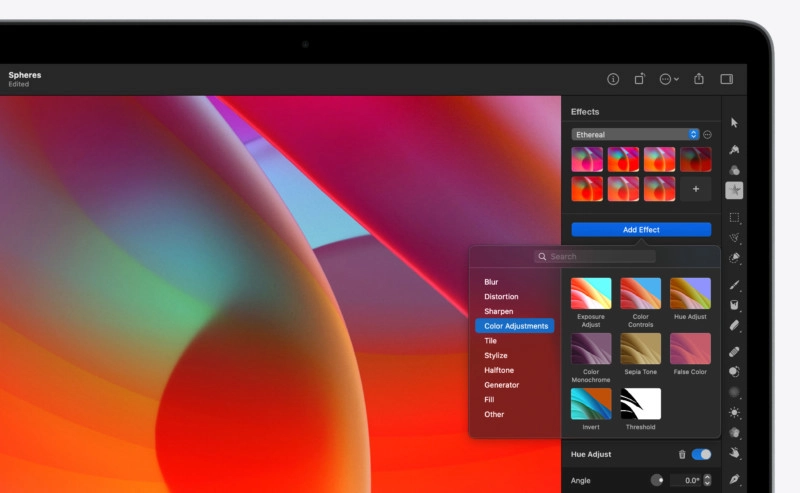 Spheres
Edited
Effects
Ethereal
Add Effect
Search
Blur
Distortion
Sharpen
Color Adjustments
Tile
Stylize
Halftone
Generator
Fill
Other
Exposure
Adjust
Color
Controls
Hue Adjust
Color
Monochrome
Sepia Tone
False Color
Invert
Threshold
Hue Adjust
Angle
0.0°